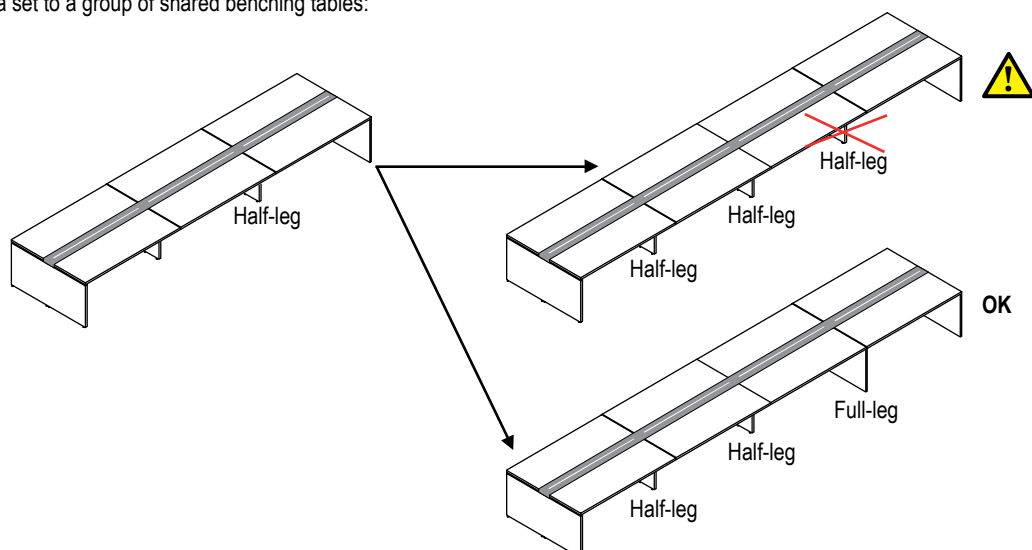 a set to a group of shared benching tables:
Half-leg
Half-leg
Half-leg
Half-leg
OK
Full-leg
Half-leg
Half-leg